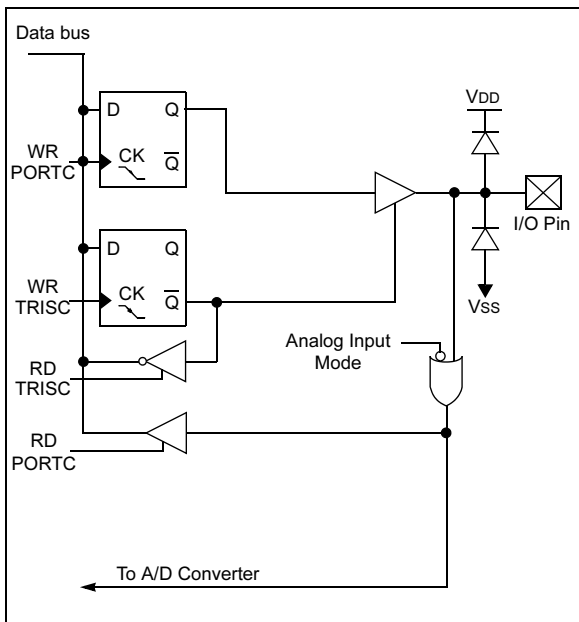 Data bus
D Q
VDD
WR
PORTC
CK
Q̅
I/O Pin
D Q
WR
TRISC
CK
Q̅
VSS
Analog Input
Mode
RD
TRISC
RD
PORTC
To A/D Converter